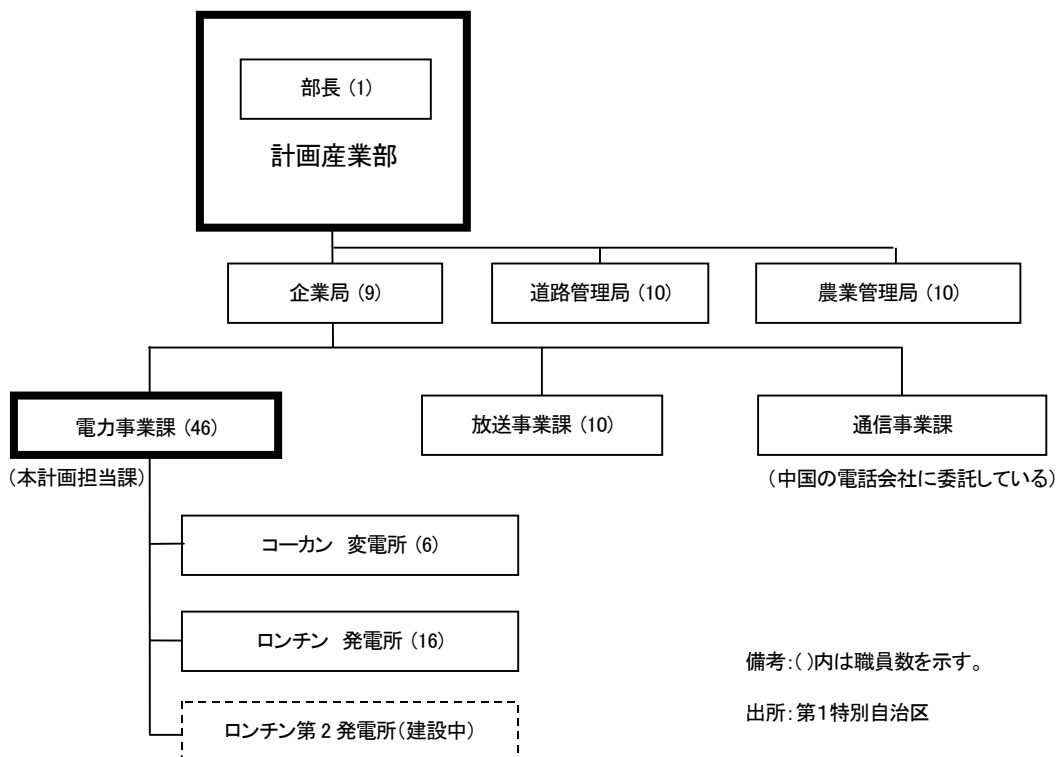 部長 (1)
計画産業部
企業局 (9)
道路管理局 (10)
農業管理局 (10)
電力事業課 (46)
放送事業課 (10)
通信事業課
(本計画担当課)
(中国の電話会社に委託している)
コーカン 変電所 (6)
ロンチン 発電所 (16)
ロンチン第 2 発電所(建設中)
備考:( )内は職員数を示す。
出所:第1特別自治区